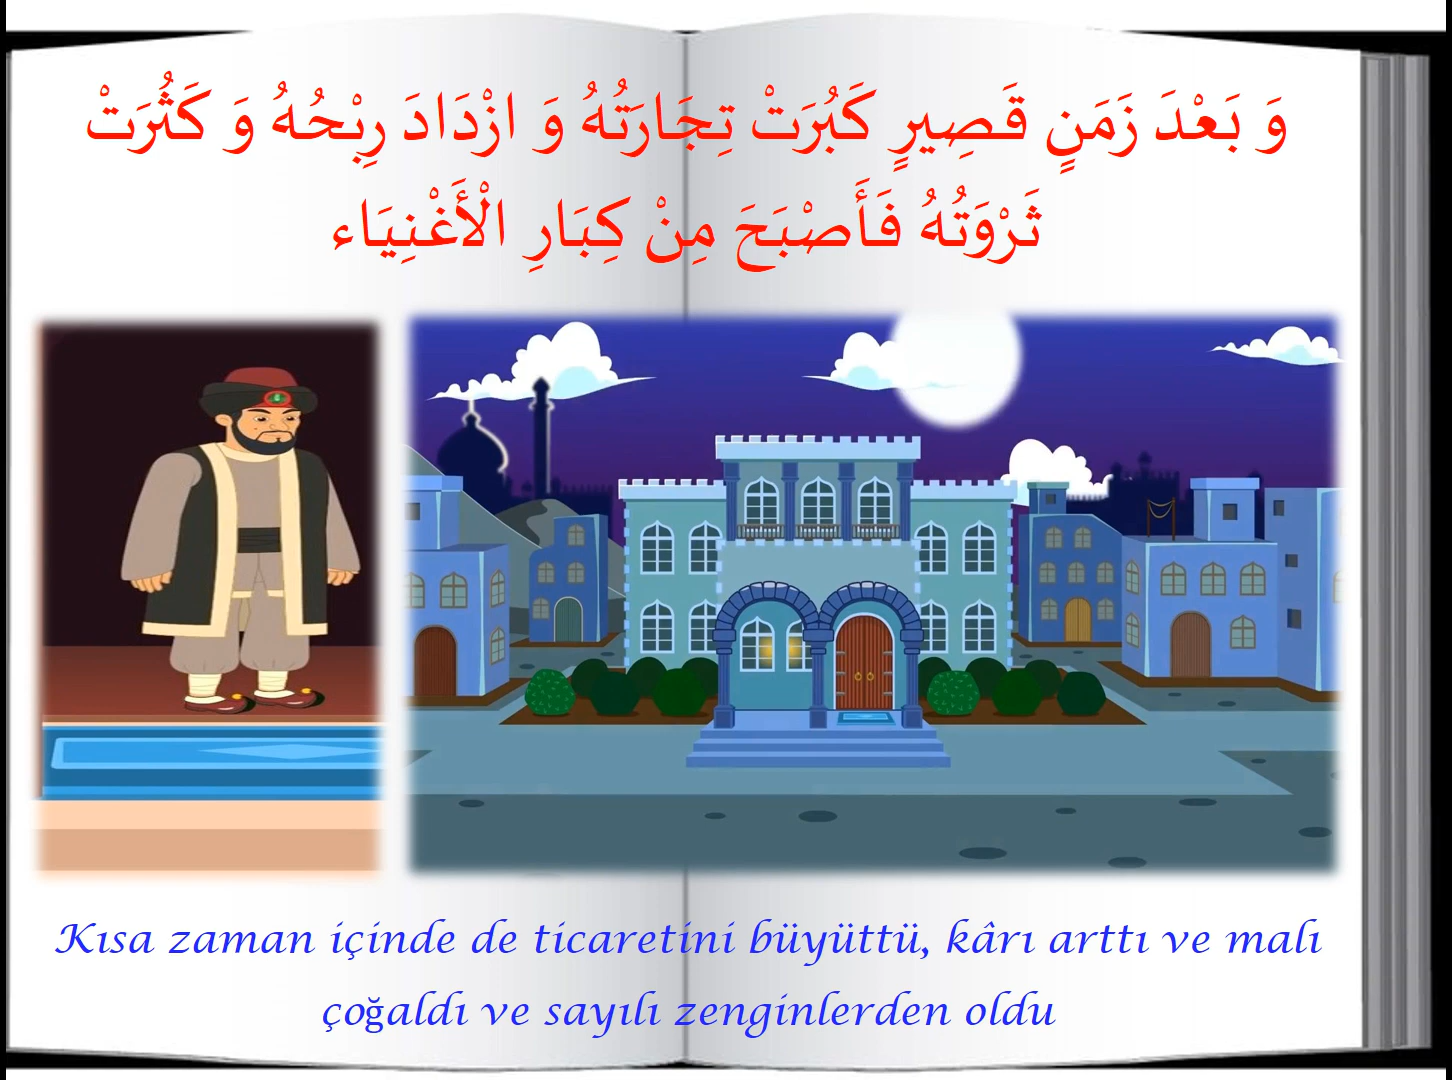 وَ بَعْدَ زَمَنٍ قَصِيرٍ كَبُرَتْ تِجَارَتُهُ وَ ازْدَادَ رِبْحُهُ وَ كَثُرَتْ
ثَرْوَتُهُ فَأَصْبَحَ مِنْ كِبَارِ الْأَغْنِيَاء
Kısa zaman içinde de ticaretini büyüttü, kârı arttı ve malı
çoğaldı ve sayılı zenginlerden oldu